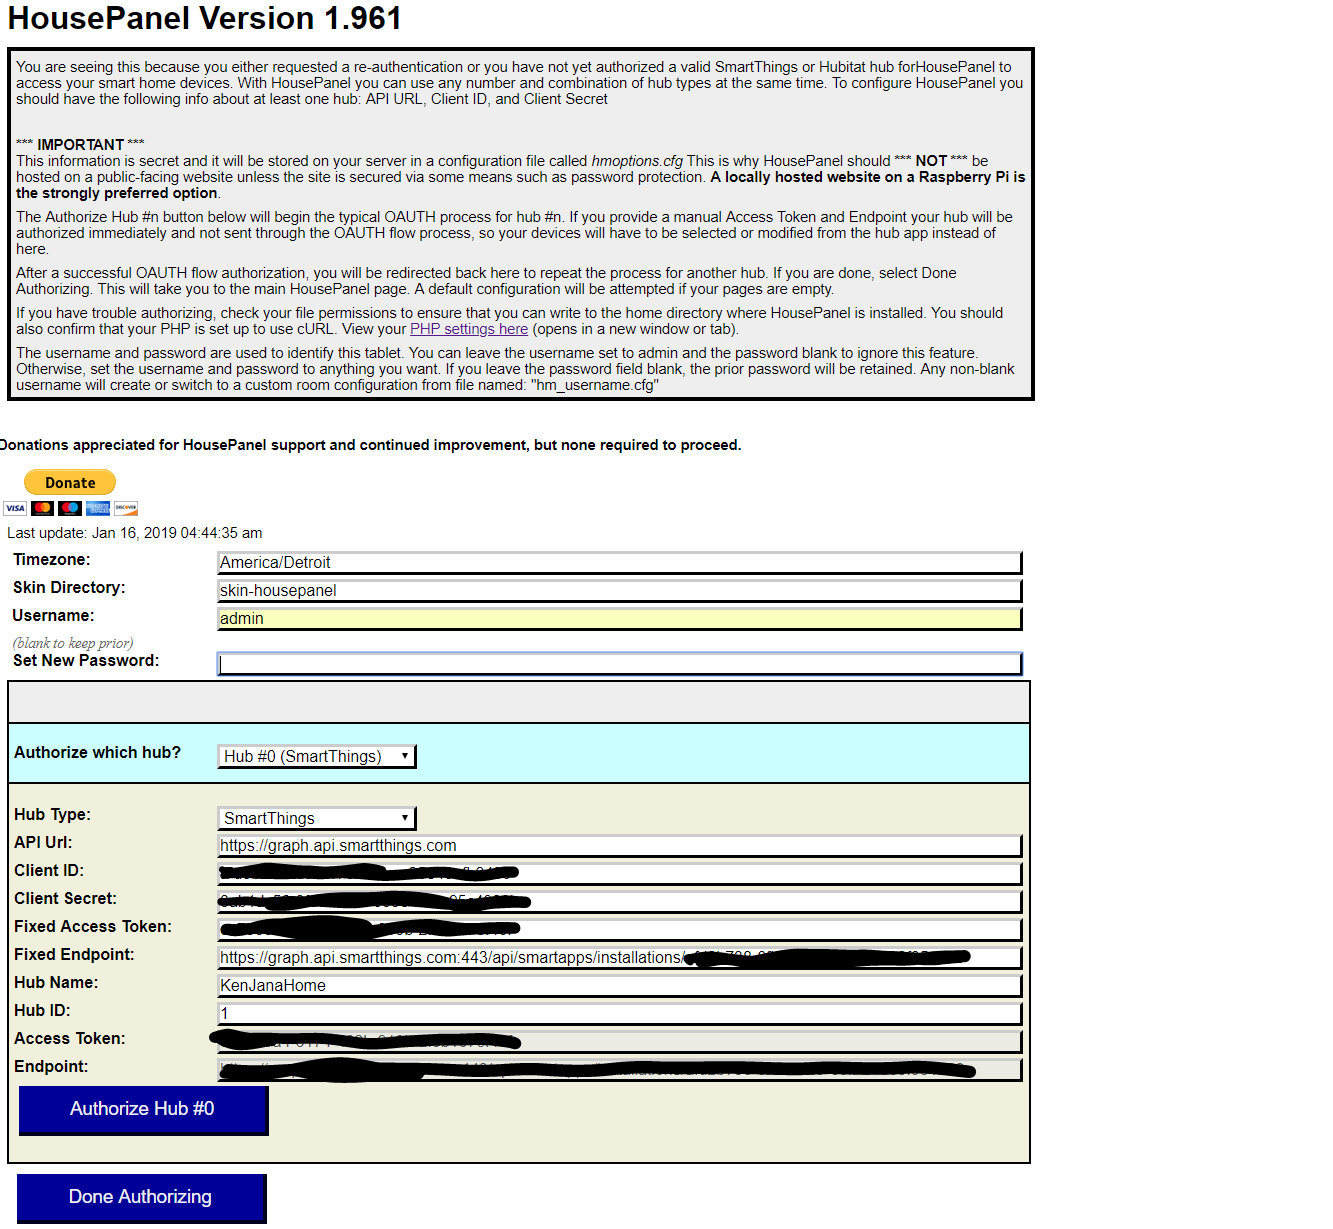 HousePanel Version 1.961
You are seeing this because you either requested a re-authentication or you have not yet authorized a valid SmartThings or Hubitat hub forHousePanel to
access your smart home devices. With HousePanel you can use any number and combination of hub types at the same time. To configure HousePanel you
should have the following info about at least one hub: API URL, Client ID, and Client Secret
*** IMPORTANT ***
This information is secret and it will be stored on your server in a configuration file called hmoptions.cfg This is why HousePanel should *** NOT *** be
hosted on a public-facing website unless the site is secured via some means such as password protection. A locally hosted website on a Raspberry Pi is
the strongly preferred option.
The Authorize Hub #n button below will begin the typical OAUTH process for hub #n. If you provide a manual Access Token and Endpoint your hub will be
authorized immediately and not sent through the OAUTH flow process, so your devices will have to be selected or modified from the hub app instead of
here.
After a successful OAUTH flow authorization, you will be redirected back here to repeat the process for another hub. If you are done, select Done
Authorizing. This will take you to the main HousePanel page. A default configuration will be attempted if your pages are empty.
If you have trouble authorizing, check your file permissions to ensure that you can write to the home directory where HousePanel is installed. You should
also confirm that your PHP is set up to use cURL. View your PHP settings here (opens in a new window or tab).
The username and password are used to identify this tablet. You can leave the username set to admin and the password blank to ignore this feature.
Otherwise, set the username and password to anything you want. If you leave the password field blank, the prior password will be retained. Any non-blank
username will create or switch to a custom room configuration from file named: "hm_username.cfg"
Donations appreciated for HousePanel support and continued improvement, but none required to proceed.
Donate
VISA DISCOVER
Last update: Jan 16, 2019 04:44:35 am
Timezone: America/Detroit
Skin Directory: skin-housepanel
Username: admin
(blank to keep prior)
Set New Password:
Authorize which hub? Hub #0 (SmartThings)
Hub Type: SmartThings
API Url: https://graph.api.smartthings.com
Client ID:
Client Secret:
Fixed Access Token:
Fixed Endpoint: https://graph.api.smartthings.com:443/api/smartapps/installations/
Hub Name: KenJanaHome
Hub ID: 1
Access Token:
Endpoint:
Authorize Hub #0
Done Authorizing